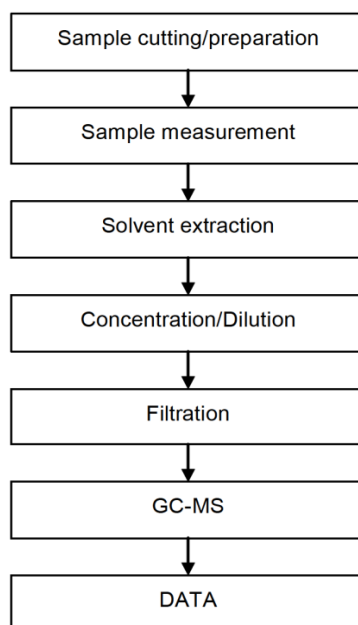 Sample cutting/preparation
Sample measurement
Solvent extraction
Concentration/Dilution
Filtration
GC-MS
DATA